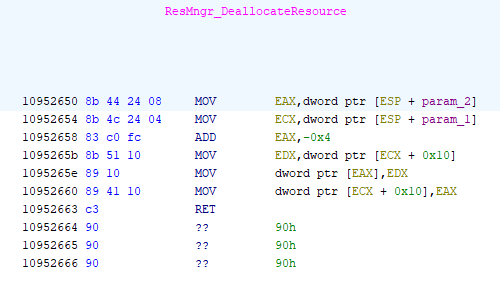 ResMngr_DeallocateResource
10952650 8b 44 24 08 MOV EAX,dword ptr [ESP + param_2]
10952654 8b 4c 24 04 MOV ECX,dword ptr [ESP + param_1]
10952658 83 c0 fc ADD EAX,-0x4
1095265b 8b 51 10 MOV EDX,dword ptr [ECX + 0x10]
1095265e 89 10 MOV dword ptr [EAX],EDX
10952660 89 41 10 MOV dword ptr [ECX + 0x10],EAX
10952663 c3 RET
10952664 90 ?? 90h
10952665 90 ?? 90h
10952666 90 ?? 90h